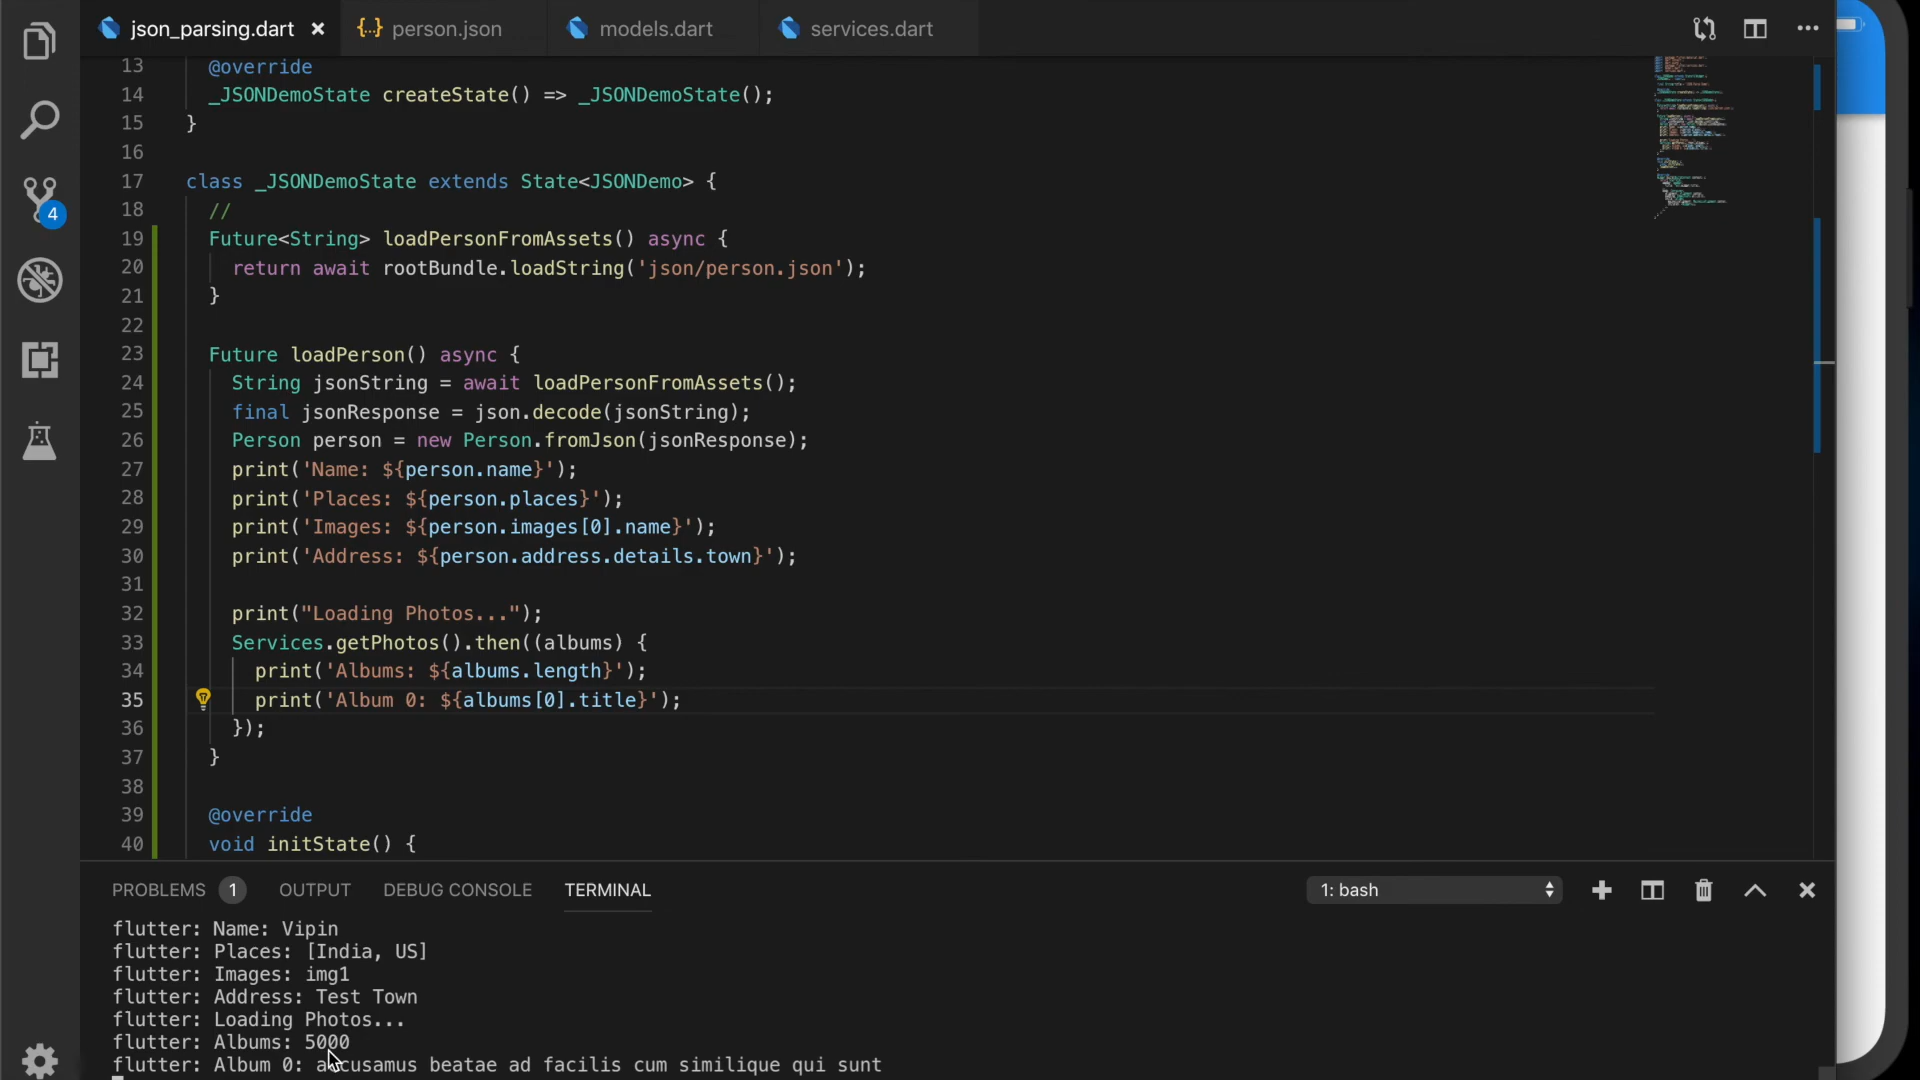 json_parsing.dart
{..} person.json
models.dart
services.dart
13 @override
14 _JSONDemoState createState() => _JSONDemoState();
15 }
16
17 class _JSONDemoState extends State<JSONDemo> {
18 //
19 Future<String> loadPersonFromAssets() async {
20 return await rootBundle.loadString('json/person.json');
21 }
22
23 Future loadPerson() async {
24 String jsonString = await loadPersonFromAssets();
25 final jsonResponse = json.decode(jsonString);
26 Person person = new Person.fromJson(jsonResponse);
27 print('Name: ${person.name}');
28 print('Places: ${person.places}');
29 print('Images: ${person.images[0].name}');
30 print('Address: ${person.address.details.town}');
31
32 print("Loading Photos...");
33 Services.getPhotos().then((albums) {
34 print('Albums: ${albums.length}');
35 print('Album 0: ${albums[0].title}');
36 });
37 }
38
39 @override
40 void initState() {
4
PROBLEMS 1 OUTPUT DEBUG CONSOLE TERMINAL
1: bash
flutter: Name: Vipin
flutter: Places: [India, US]
flutter: Images: img1
flutter: Address: Test Town
flutter: Loading Photos...
flutter: Albums: 5000
flutter: Album 0: accusamus beatae ad facilis cum similique qui sunt